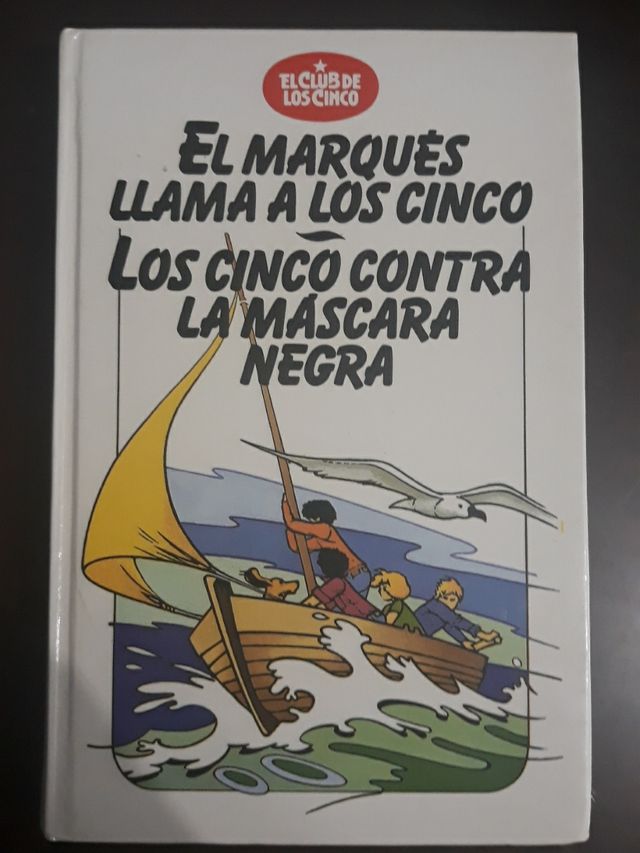 EL CLUB DE
LOS CINCO
EL MARQUÉS
LLAMA A LOS CINCO
LOS CINCO CONTRA
LA MÁSCARA
NEGRA